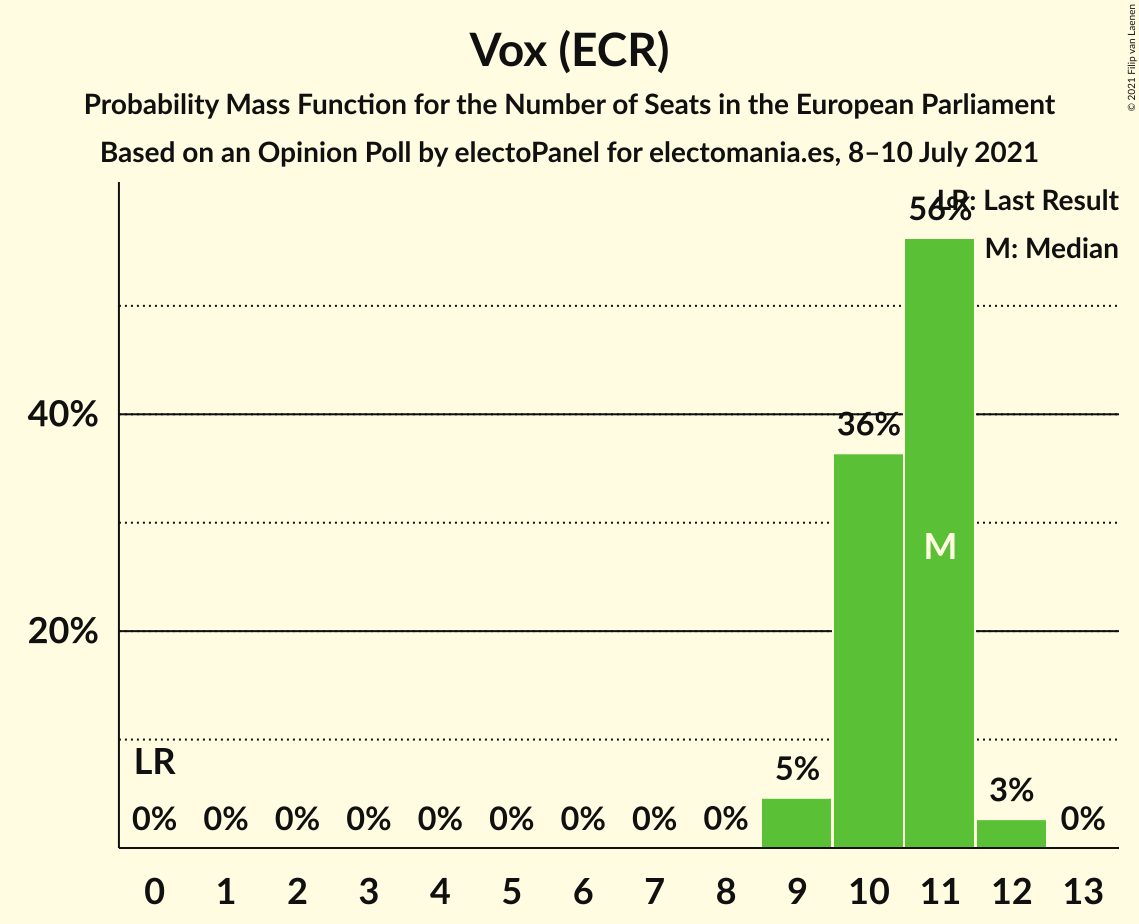 © 2021 Filip van Laenen
Vox (ECR)
Probability Mass Function for the Number of Seats in the European Parliament
Based on an Opinion Poll by electoPanel for electomania.es, 8–10 July 2021
LR: Last Result
56%
M: Median
40%
36%
M
20%
LR
5%
3%
0% 0% 0% 0% 0% 0% 0% 0% 0% 0%
0 1 2 3 4 5 6 7 8 9 10 11 12 13